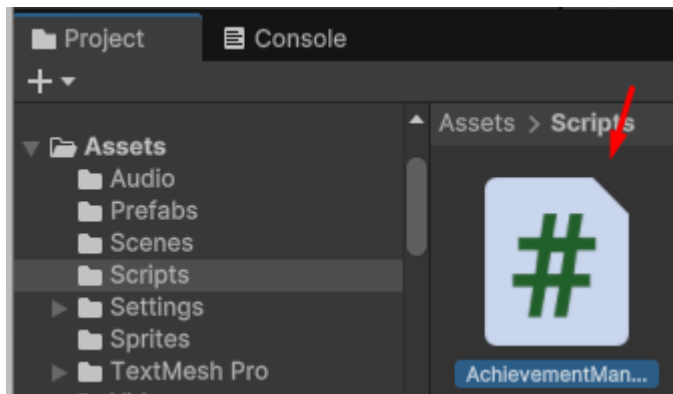 Project
Console
Assets
Audio
Prefabs
Scenes
Scripts
Settings
Sprites
TextMesh Pro
Assets > Scripts
#
AchievementMan...